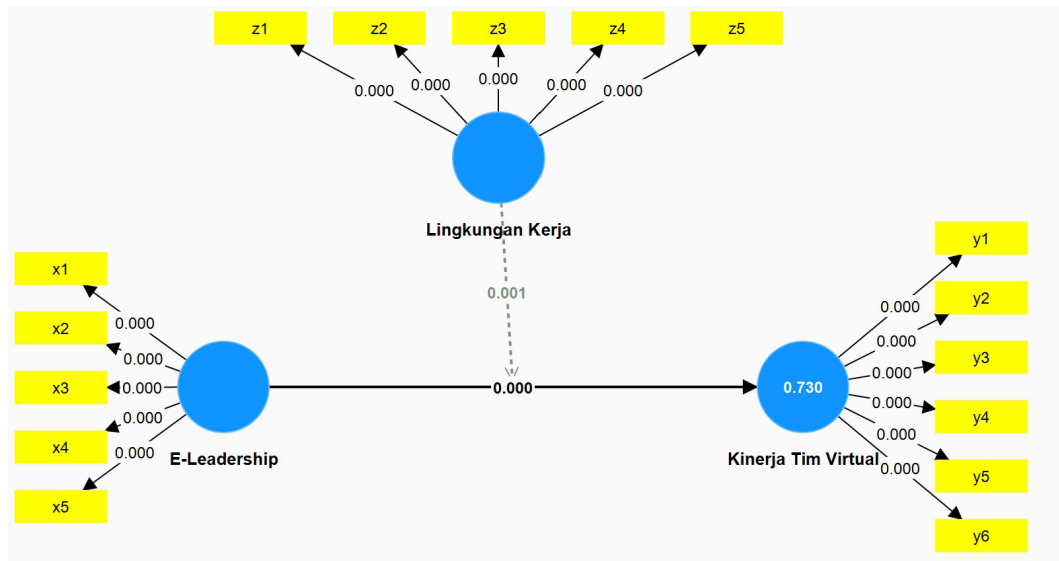 z1 z2 z3 z4 z5
0.000 0.000 0.000 0.000 0.000
Lingkungan Kerja
0.001
x1
x2
x3
x4
x5
0.000
0.000
0.000
0.000
0.000
E-Leadership
0.000
0.730
Kinerja Tim Virtual
0.000
0.000
0.000
0.000
0.000
0.000
y1
y2
y3
y4
y5
y6